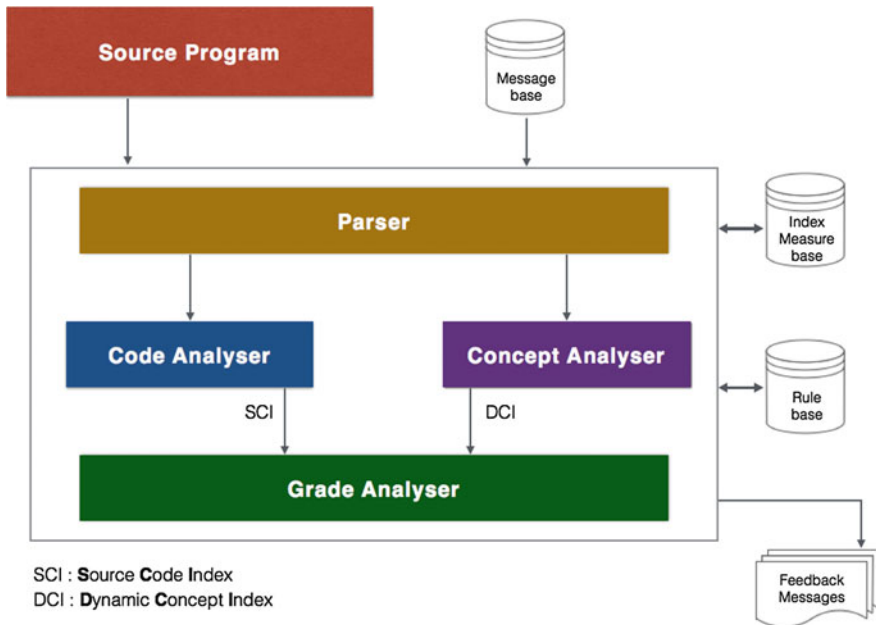 Source Program
Message
base
Parser
Index
Measure
base
Code Analyser
Concept Analyser
Rule
base
SCI
DCI
Grade Analyser
SCI : Source Code Index
DCI : Dynamic Concept Index
Feedback
Messages